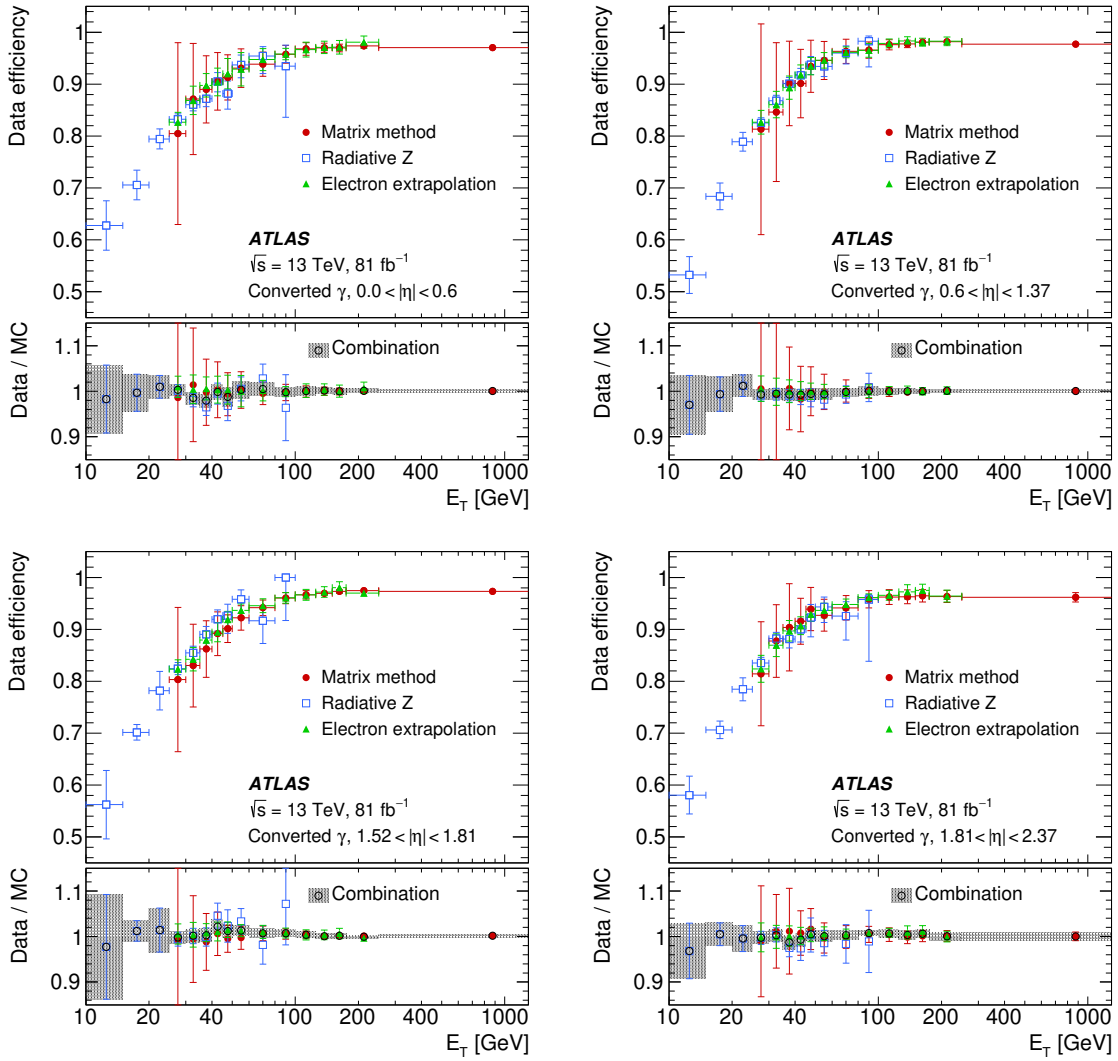 Data efficiency
1
0.9
0.8
0.7
0.6
0.5
Matrix method
Radiative Z
Electron extrapolation
ATLAS
√s = 13 TeV, 81 fb⁻¹
Converted γ, 0.0 < |η| < 0.6
Data / MC
1.1
1
0.9
Combination
10 20 40 100 200 400 1000
E_T [GeV]
Data efficiency
1
0.9
0.8
0.7
0.6
0.5
Matrix method
Radiative Z
Electron extrapolation
ATLAS
√s = 13 TeV, 81 fb⁻¹
Converted γ, 0.6 < |η| < 1.37
Data / MC
1.1
1
0.9
Combination
10 20 40 100 200 400 1000
E_T [GeV]
Data efficiency
1
0.9
0.8
0.7
0.6
0.5
Matrix method
Radiative Z
Electron extrapolation
ATLAS
√s = 13 TeV, 81 fb⁻¹
Converted γ, 1.52 < |η| < 1.81
Data / MC
1.1
1
0.9
Combination
10 20 40 100 200 400 1000
E_T [GeV]
Data efficiency
1
0.9
0.8
0.7
0.6
0.5
Matrix method
Radiative Z
Electron extrapolation
ATLAS
√s = 13 TeV, 81 fb⁻¹
Converted γ, 1.81 < |η| < 2.37
Data / MC
1.1
1
0.9
Combination
10 20 40 100 200 400 1000
E_T [GeV]